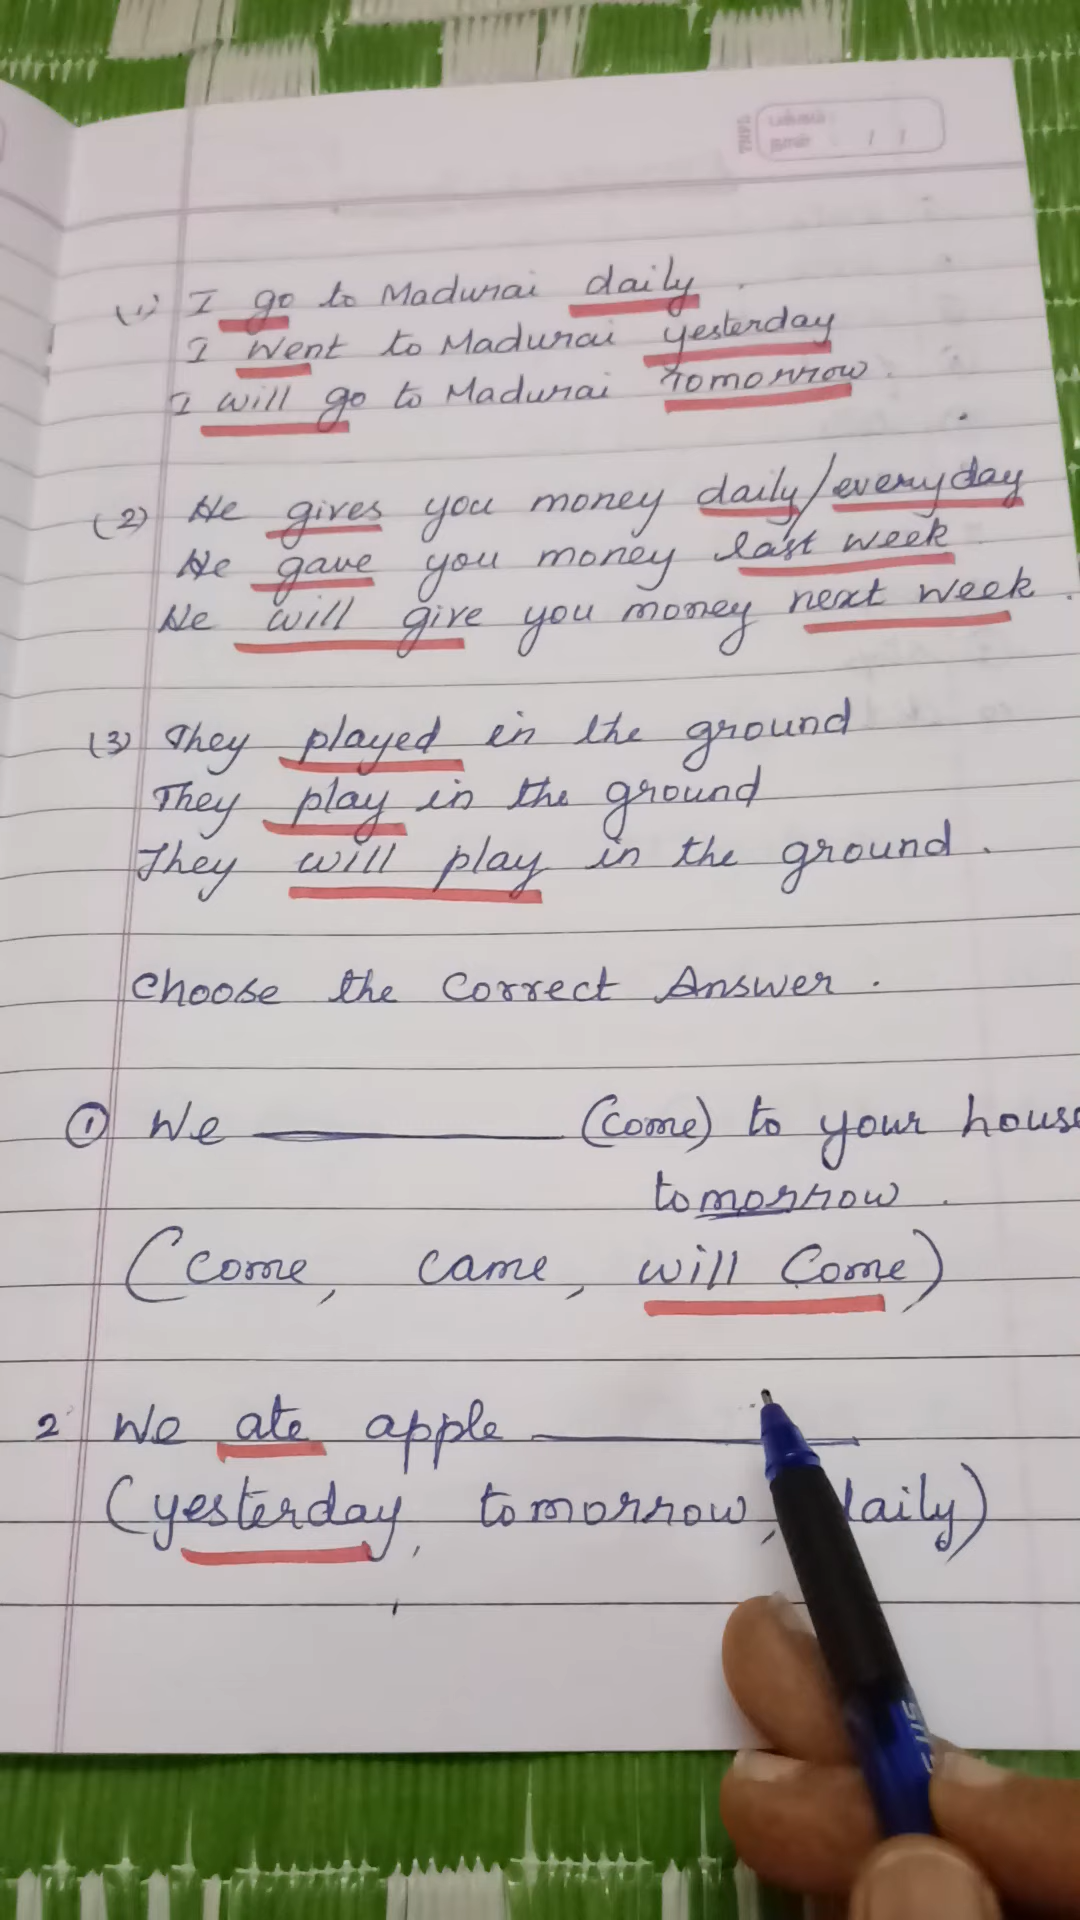 (1) I go to Madurai daily.
I went to Madurai yesterday
I will go to Madurai tomorrow.
(2) He gives you money daily/everyday
He gave you money last week
He will give you money next week.
(3) They played in the ground
They play in the ground
They will play in the ground.
Choose the Correct Answer.
① We ________ (come) to your house
tomorrow.
(Come, came, will Come)
2 We ate apple ________
(yesterday, tomorrow, daily)